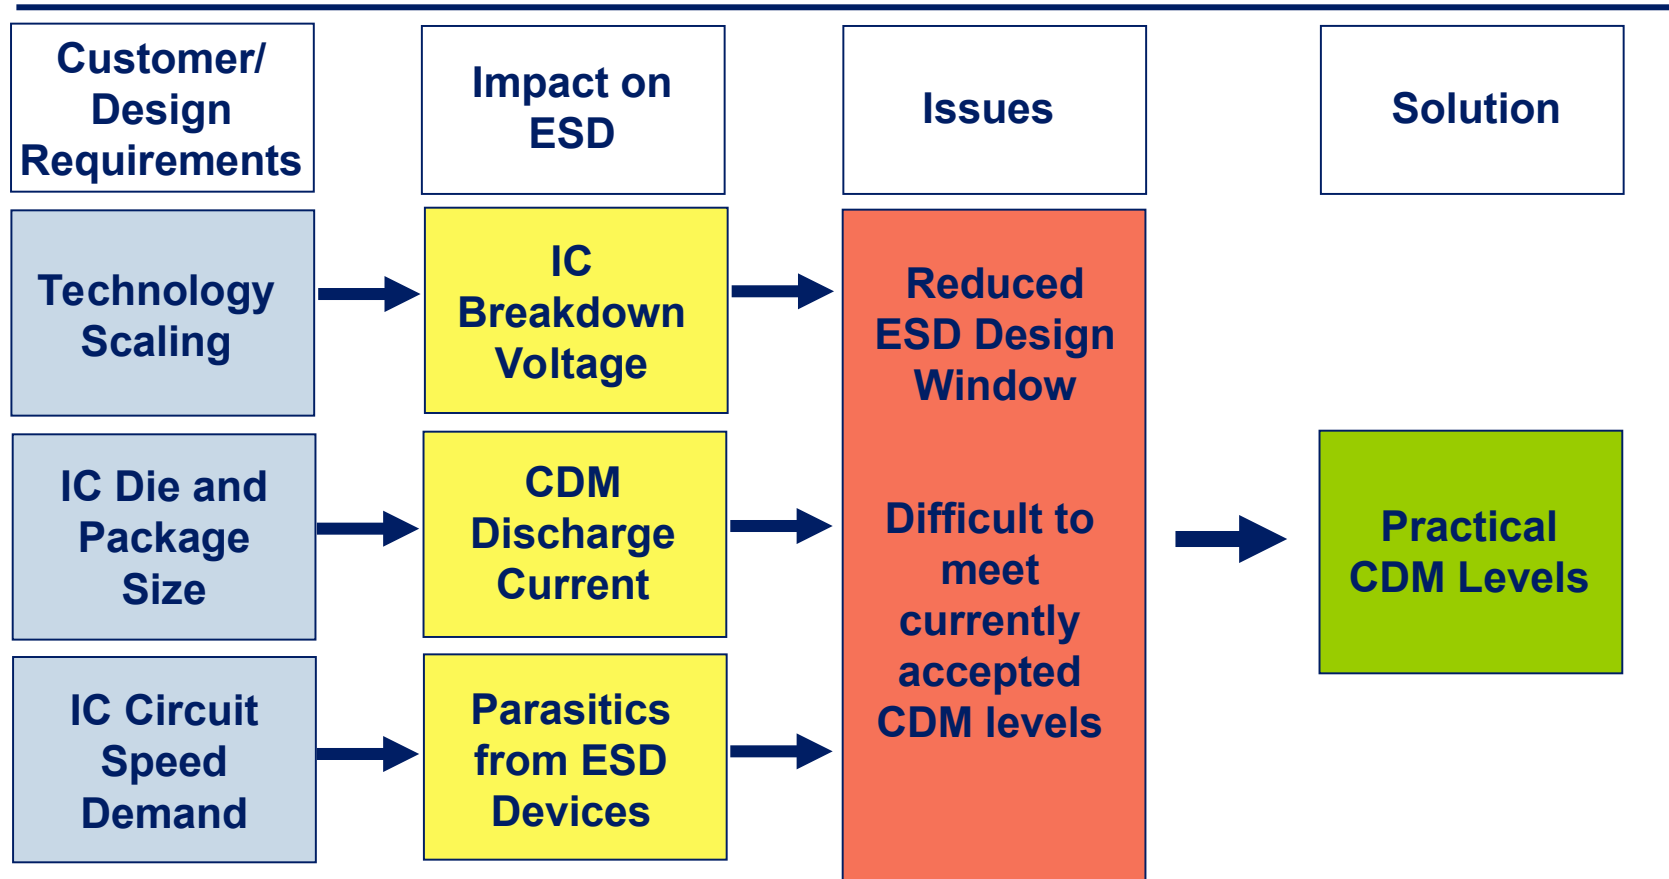 Customer/
Design
Requirements
Impact on
ESD
Issues
Solution
Technology
Scaling
IC
Breakdown
Voltage
Reduced
ESD Design
Window
IC Die and
Package
Size
CDM
Discharge
Current
Difficult to
meet
currently
accepted
CDM levels
Practical
CDM Levels
IC Circuit
Speed
Demand
Parasitics
from ESD
Devices